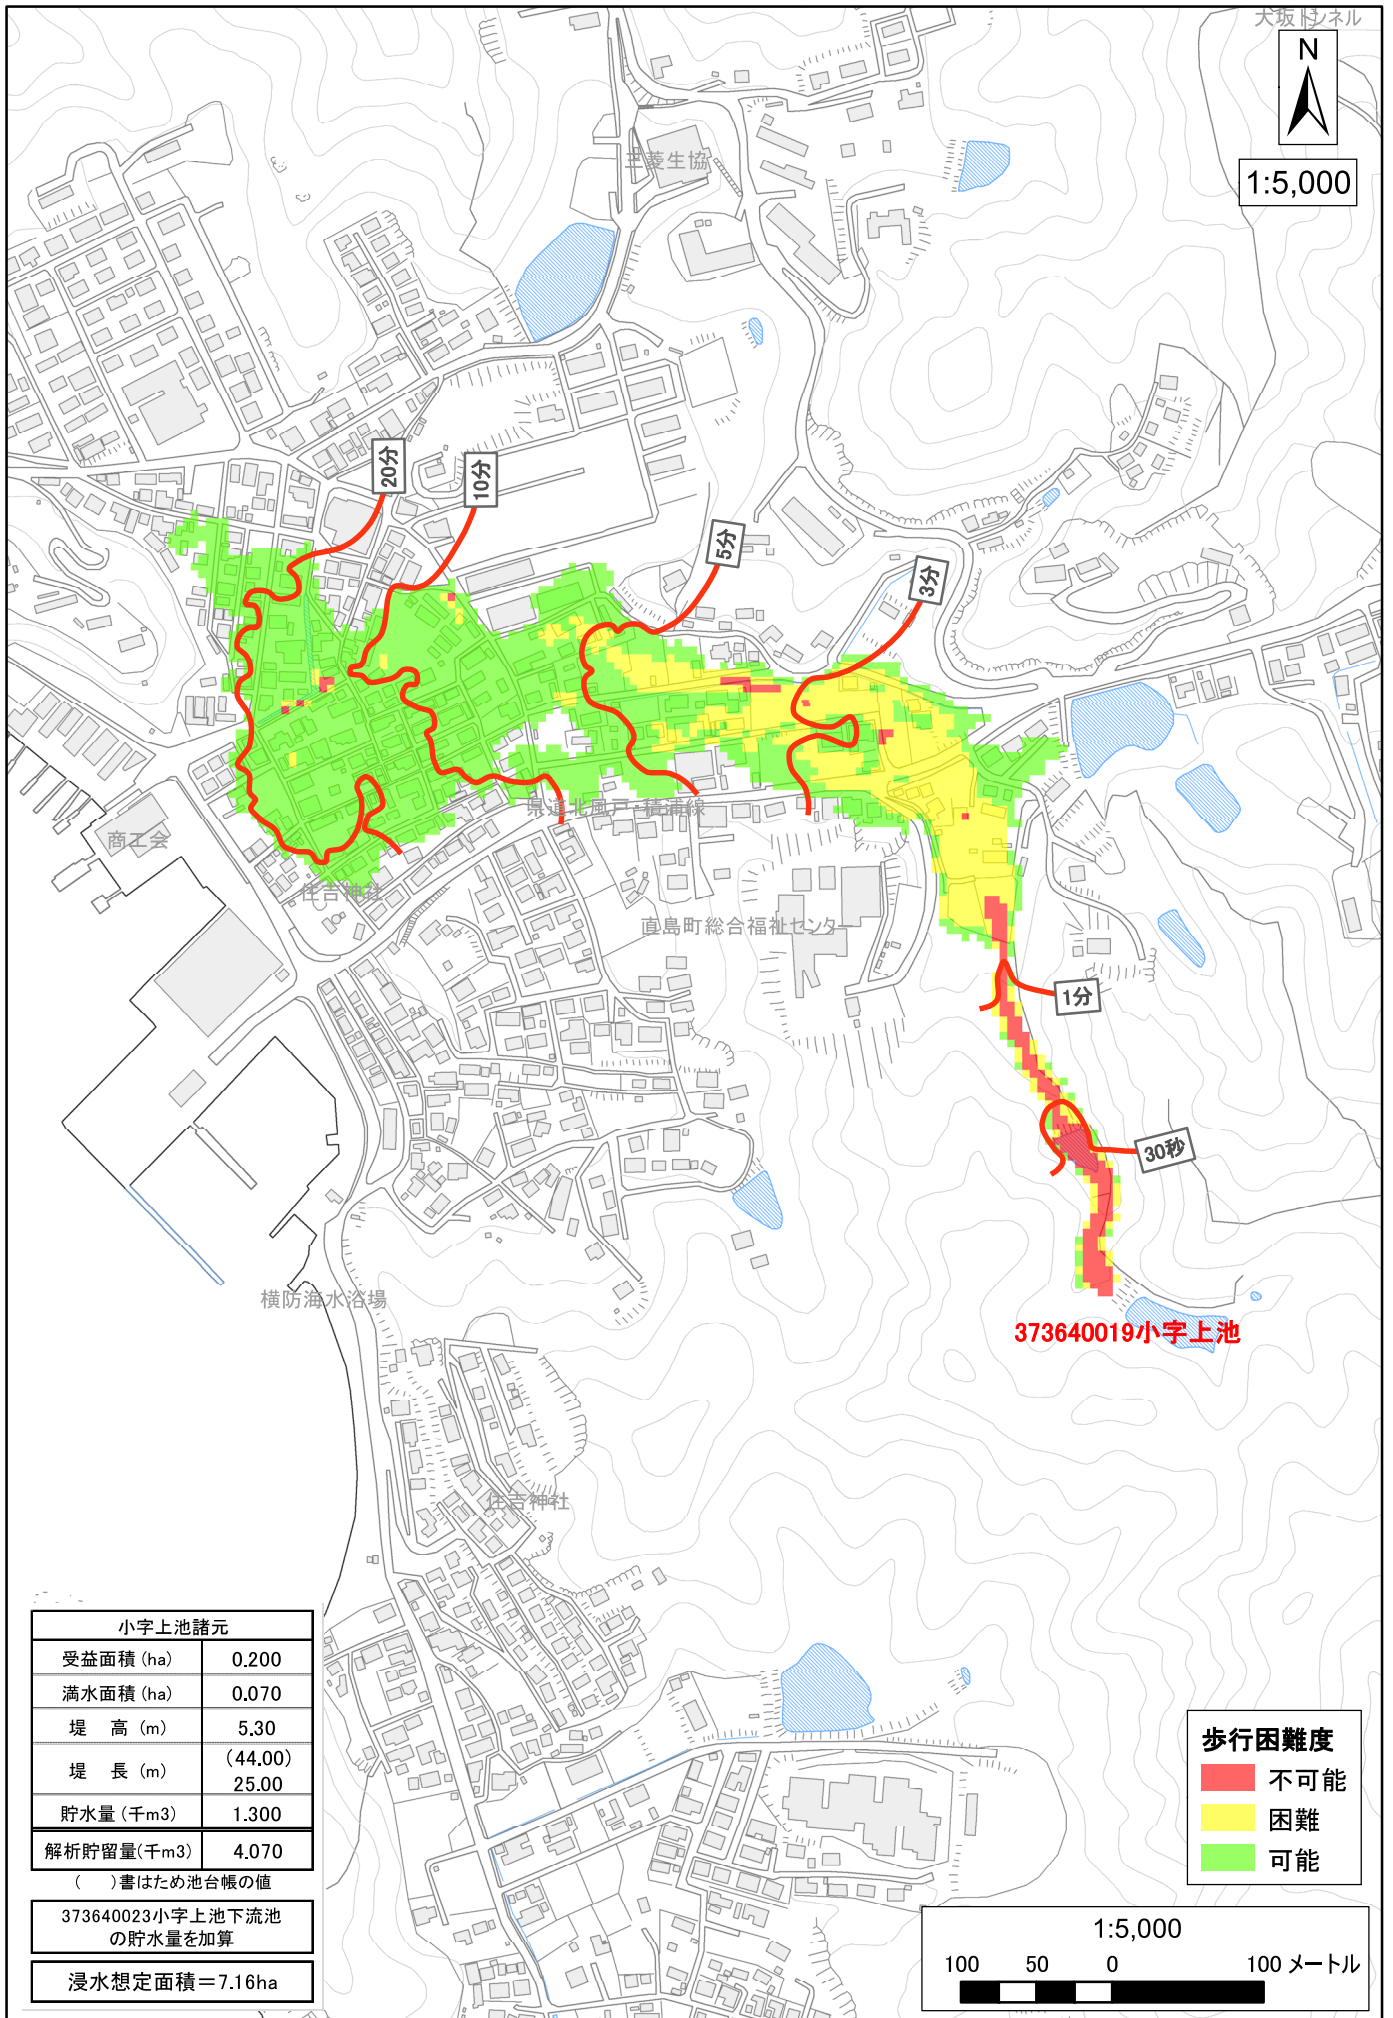 大坂トンネル
N
1:5,000
三菱生協
20分
10分
5分
3分
県道北風戸・積浦線
商工会
住吉神社
直島町総合福祉センター
1分
30秒
横防海水浴場
373640019小字上池
住吉神社
小字上池諸元
受益面積(ha) 0.200
満水面積(ha) 0.070
堤 高 (m) 5.30
堤 長 (m) (44.00)
25.00
貯水量(千m3) 1.300
解析貯留量(千m3) 4.070
( )書はため池台帳の値
373640023小字上池下流池
の貯水量を加算
浸水想定面積=7.16ha
歩行困難度
不可能
困難
可能
1:5,000
100 50 0 100 メートル